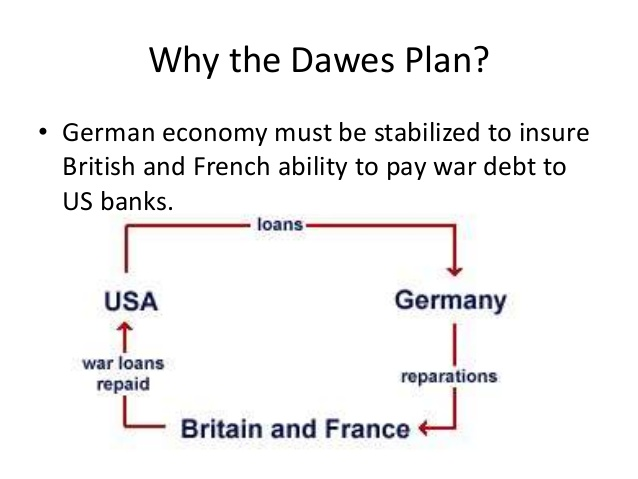 Why the Dawes Plan?
• German economy must be stabilized to insure
British and French ability to pay war debt to
US banks.
loans
USA
Germany
war loans
repaid
reparations
Britain and France